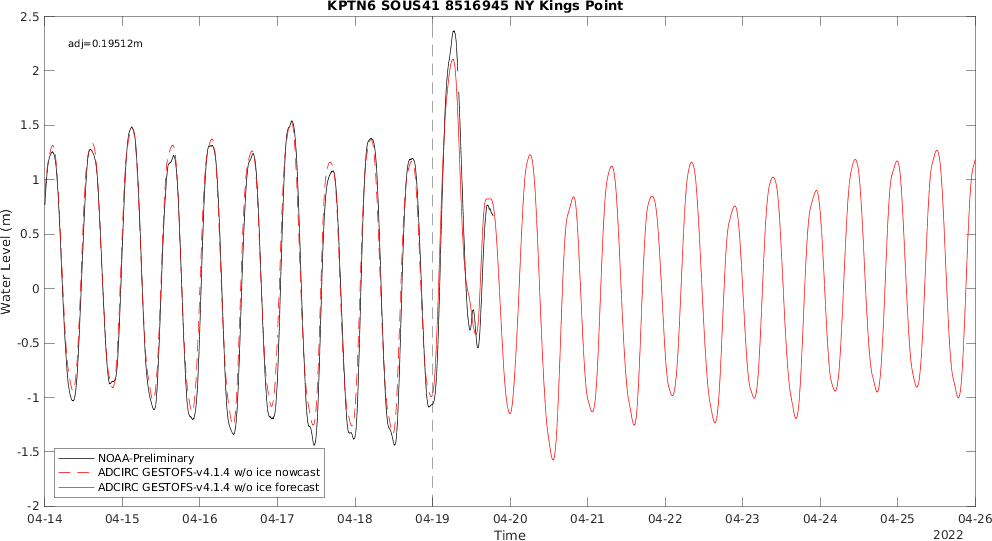 KPTN6 SOUS41 8516945 NY Kings Point
2.5
adj=0.19512m
2
1.5
1
0.5
0
-0.5
-1
-1.5
-2
Water Level (m)
NOAA-Preliminary
ADCIRC GESTOFS-v4.1.4 w/o ice nowcast
ADCIRC GESTOFS-v4.1.4 w/o ice forecast
04-14 04-15 04-16 04-17 04-18 04-19 04-20 04-21 04-22 04-23 04-24 04-25 04-26
Time
2022